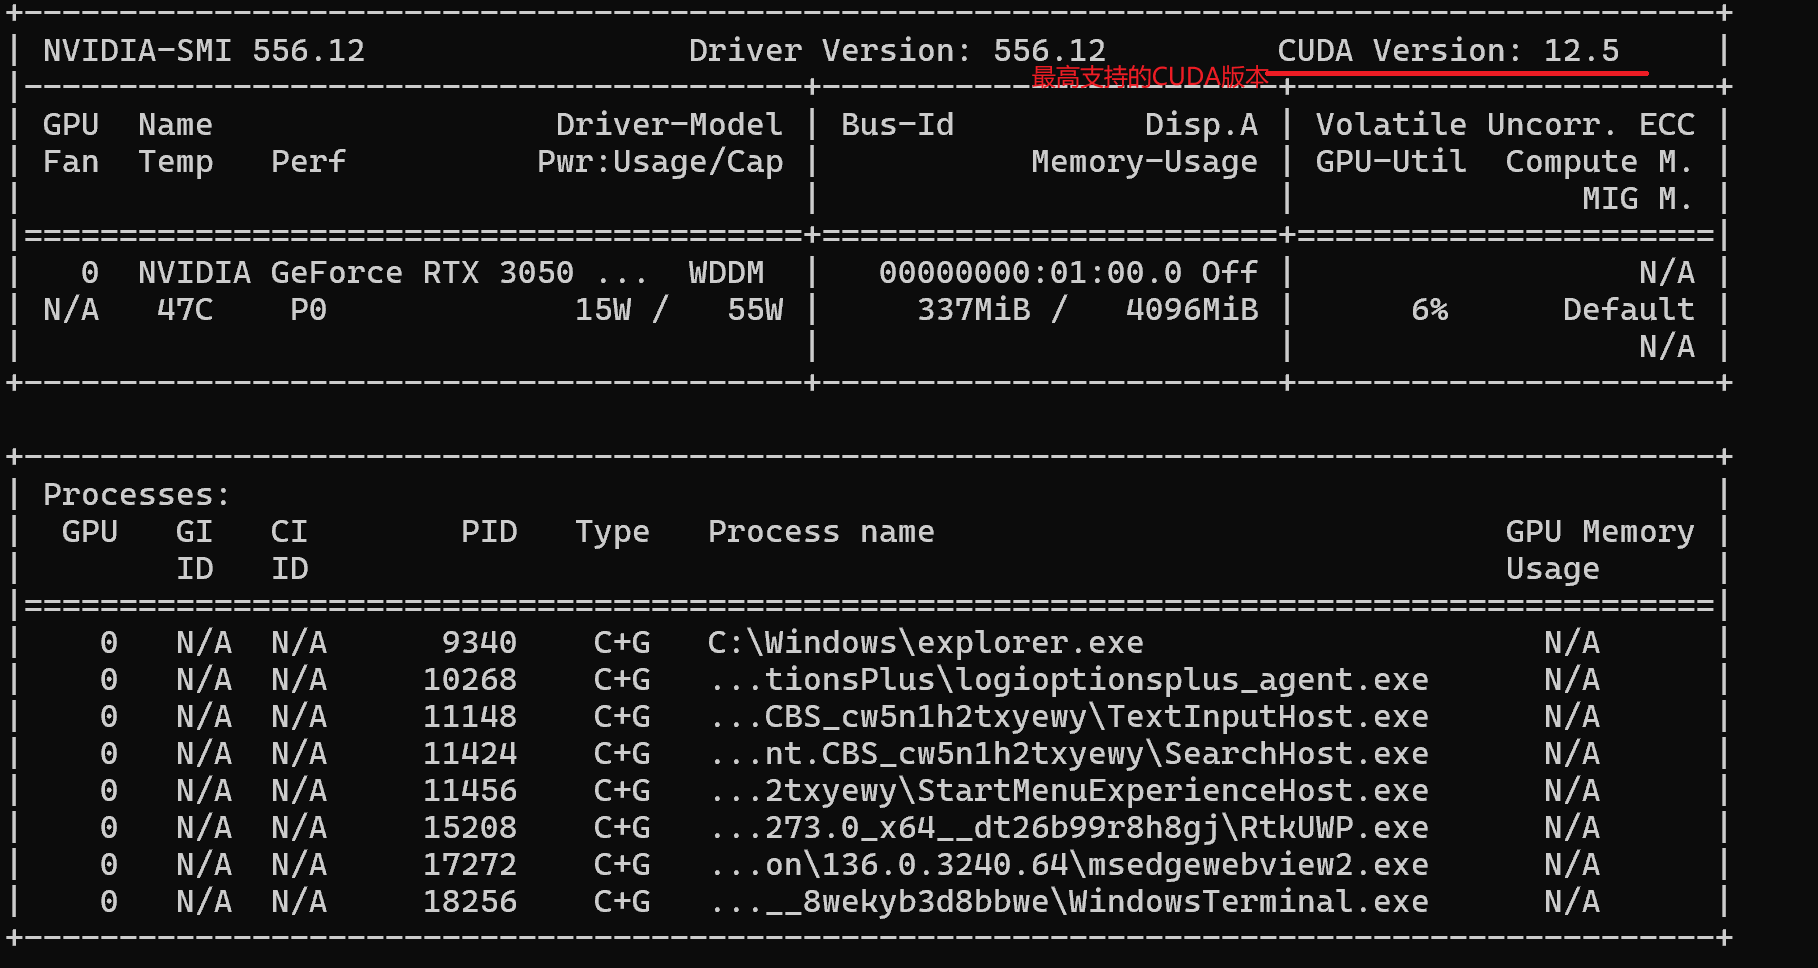 NVIDIA-SMI 556.12 Driver Version: 556.12 CUDA Version: 12.5
最高支持的CUDA版本
GPU Name Driver-Model | Bus-Id Disp.A | Volatile Uncorr. ECC
Fan Temp Perf Pwr:Usage/Cap | Memory-Usage | GPU-Util Compute M.
MIG M.
0 NVIDIA GeForce RTX 3050 ... WDDM | 00000000:01:00.0 Off | N/A
N/A 47C P0 15W / 55W | 337MiB / 4096MiB | 6% Default
N/A
Processes:
GPU GI CI PID Type Process name GPU Memory
ID ID Usage
0 N/A N/A 9340 C+G C:\Windows\explorer.exe N/A
0 N/A N/A 10268 C+G ...tionsPlus\logioptionsplus_agent.exe N/A
0 N/A N/A 11148 C+G ...CBS_cw5n1h2txyewy\TextInputHost.exe N/A
0 N/A N/A 11424 C+G ...nt.CBS_cw5n1h2txyewy\SearchHost.exe N/A
0 N/A N/A 11456 C+G ...2txyewy\StartMenuExperienceHost.exe N/A
0 N/A N/A 15208 C+G ...273.0_x64__dt26b99r8h8gj\RtkUWP.exe N/A
0 N/A N/A 17272 C+G ...on\136.0.3240.64\msedgewebview2.exe N/A
0 N/A N/A 18256 C+G ...__8wekyb3d8bbwe\WindowsTerminal.exe N/A